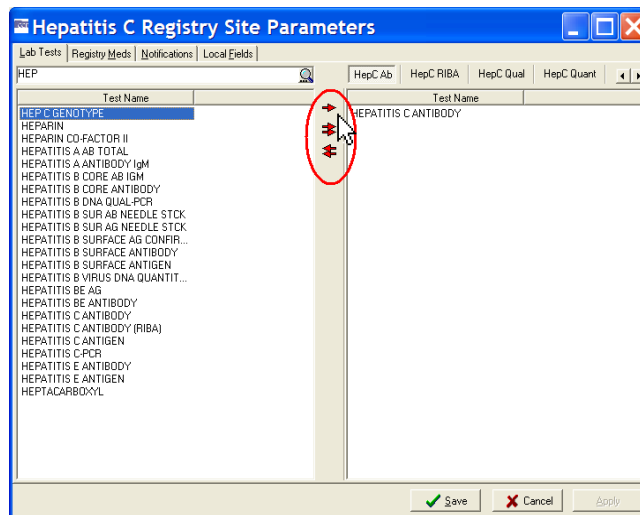 Hepatitis C Registry Site Parameters
Lab Tests Registry Meds Notifications Local Fields
HEP
HepC Ab HepC RIBA HepC Qual HepC Quant
Test Name
HEP C GENOTYPE
HEPARIN
HEPARIN CO-FACTOR II
HEPATITIS A AB TOTAL
HEPATITIS A ANTIBODY IgM
HEPATITIS B CORE AB IGM
HEPATITIS B CORE ANTIBODY
HEPATITIS B DNA QUAL-PCR
HEPATITIS B SUR AB NEEDLE STCK
HEPATITIS B SUR AG NEEDLE STCK
HEPATITIS B SURFACE AG CONFIR...
HEPATITIS B SURFACE ANTIBODY
HEPATITIS B SURFACE ANTIGEN
HEPATITIS B VIRUS DNA QUANTIT...
HEPATITIS BE AG
HEPATITIS BE ANTIBODY
HEPATITIS C ANTIBODY
HEPATITIS C ANTIBODY (RIBA)
HEPATITIS C ANTIGEN
HEPATITIS C-PCR
HEPATITIS E ANTIBODY
HEPATITIS E ANTIGEN
HEPTACARBOXYL
Test Name
HEPATITIS C ANTIBODY
Save Cancel Apply